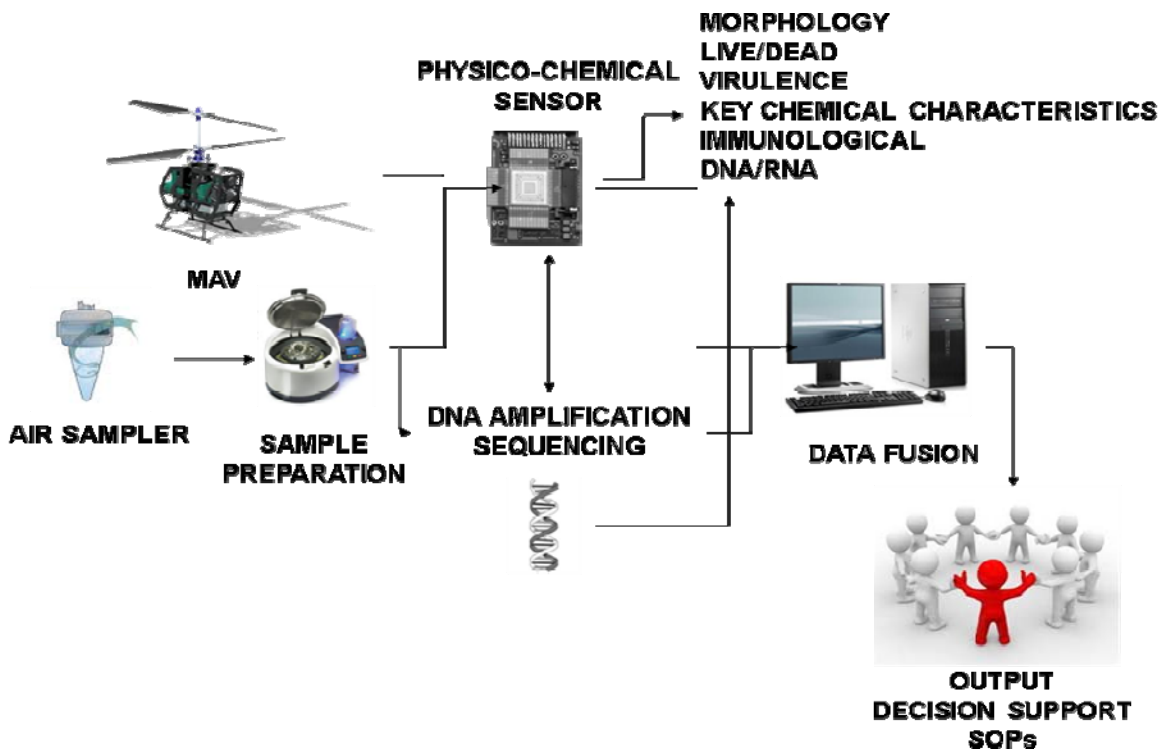 MORPHOLOGY
LIVE/DEAD
VIRULENCE
KEY CHEMICAL CHARACTERISTICS
IMMUNOLOGICAL
DNA/RNA
PHYSICO-CHEMICAL
SENSOR
MAV
AIR SAMPLER
SAMPLE
PREPARATION
DNA AMPLIFICATION
SEQUENCING
DATA FUSION
OUTPUT
DECISION SUPPORT
SOPs